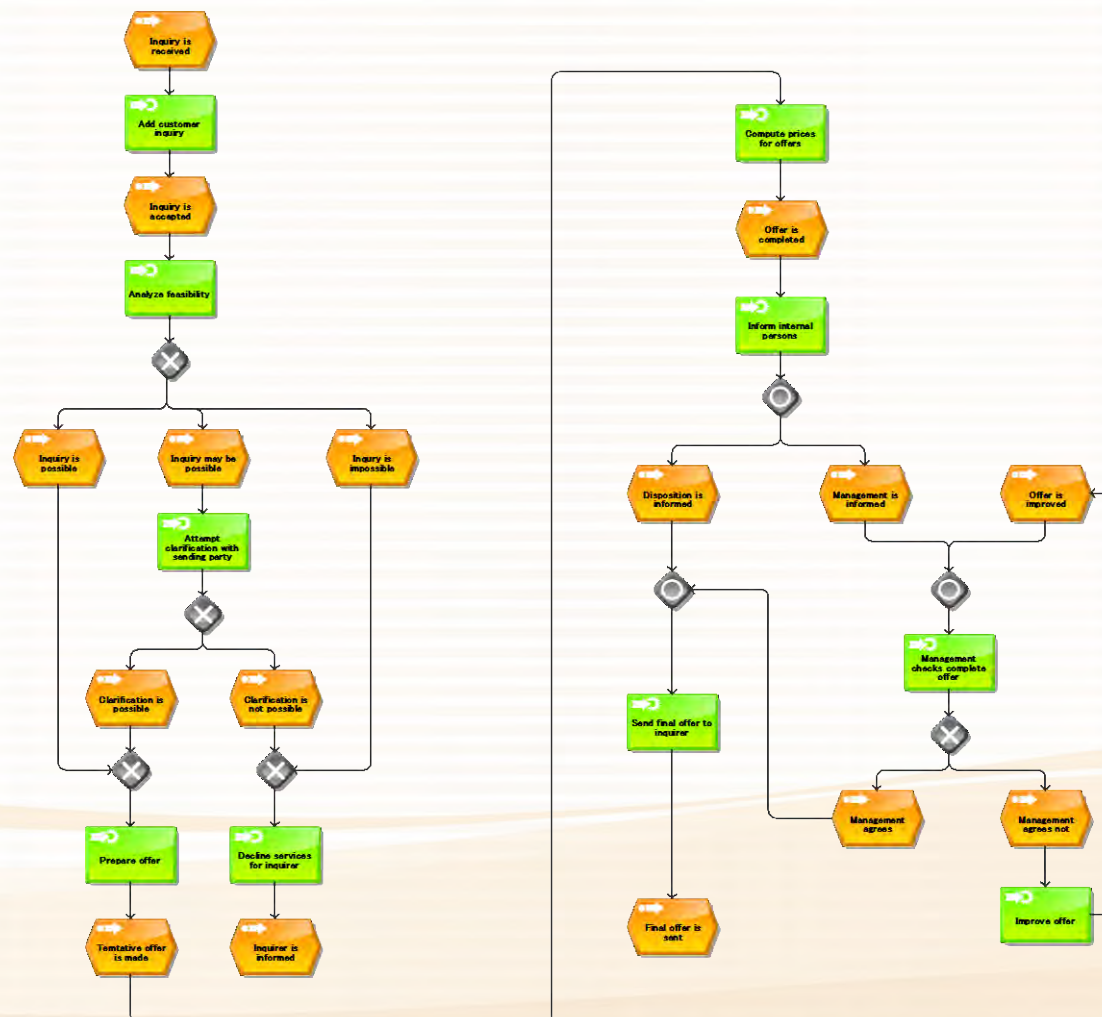 Inquiry is
received
Add customer
inquiry
Inquiry is
accepted
Analyze feasibility
Inquiry is
possible
Inquiry may be
possible
Inqury is
impossible
Attempt
clarification with
sending party
Clarification is
possible
Clarification is
not possible
Prepare offer
Decline services
for inquirer
Temtative offer
is made
Inquirer is
informed
Compute prices
for offers
Offer is
completed
Inform internal
persons
Disposition is
informed
Management is
informed
Offer is
improved
Management
checks complete
offer
Send final offer to
inquirer
Management
agrees
Management
agrees not
Improve offer
Final offer is
sent